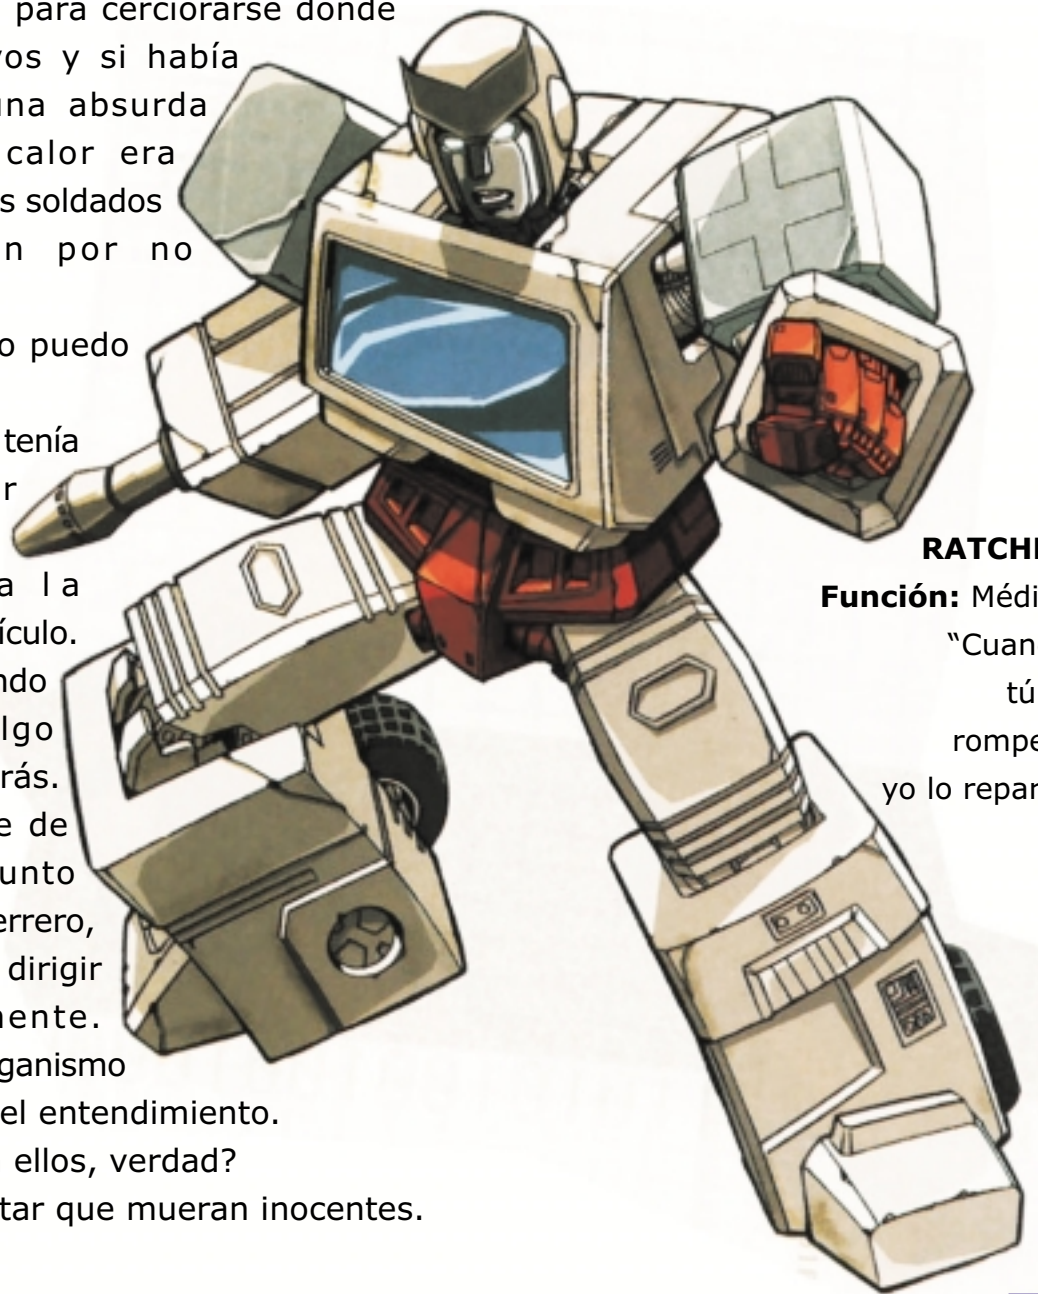 para cerciorarse donde
vos y si había
una absurda
calor era
s soldados
n por no
o puedo
tenía
r
a la
ículo.
ndo
lgo
rás.
e de
unto
errero,
dirigir
mente.
ganismo
el entendimiento.
ellos, verdad?
tar que mueran inocentes.
RATCHE
Función: Médi
“Cuan
tú
rompe
yo lo repar